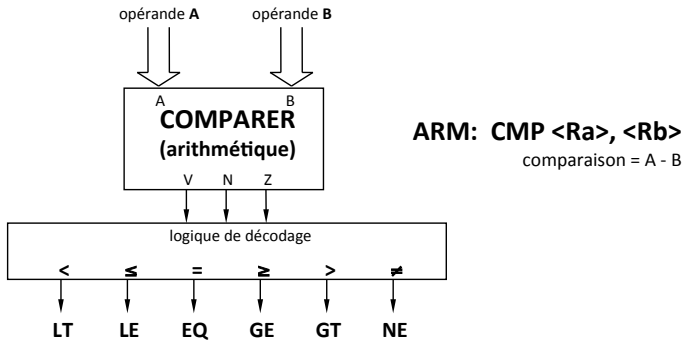 opérande A opérande B
A B
COMPARER
(arithmétique)
ARM: CMP <Ra>, <Rb>
comparaison = A - B
V N Z
logique de décodage
< ≤ = ≥ > ≠
LT LE EQ GE GT NE